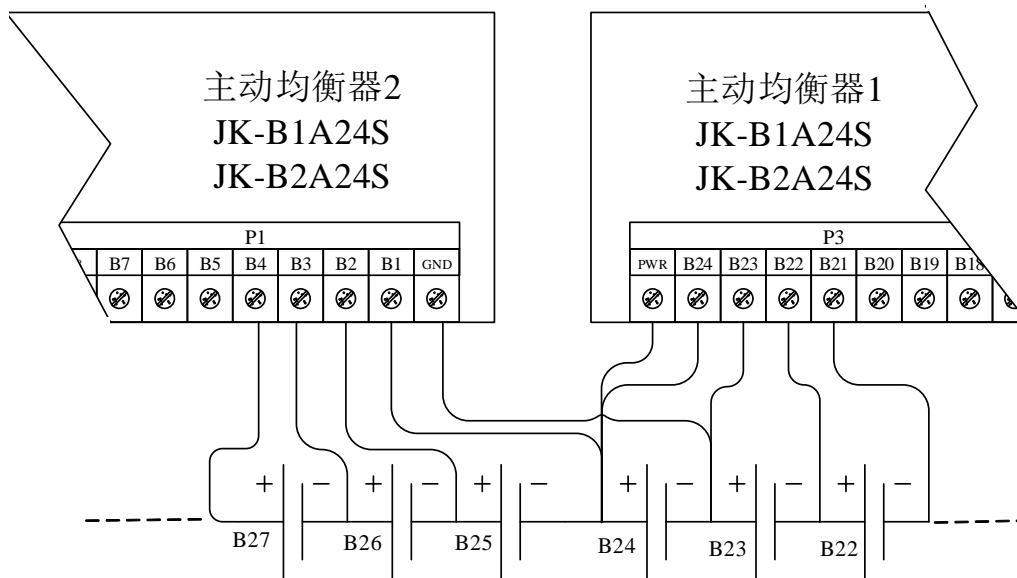 主动均衡器2
JK-B1A24S
JK-B2A24S
主动均衡器1
JK-B1A24S
JK-B2A24S
P1
B7 B6 B5 B4 B3 B2 B1 GND
P3
PWR B24 B23 B22 B21 B20 B19 B18
+ − + − + − + − + − + −
B27 B26 B25 B24 B23 B22